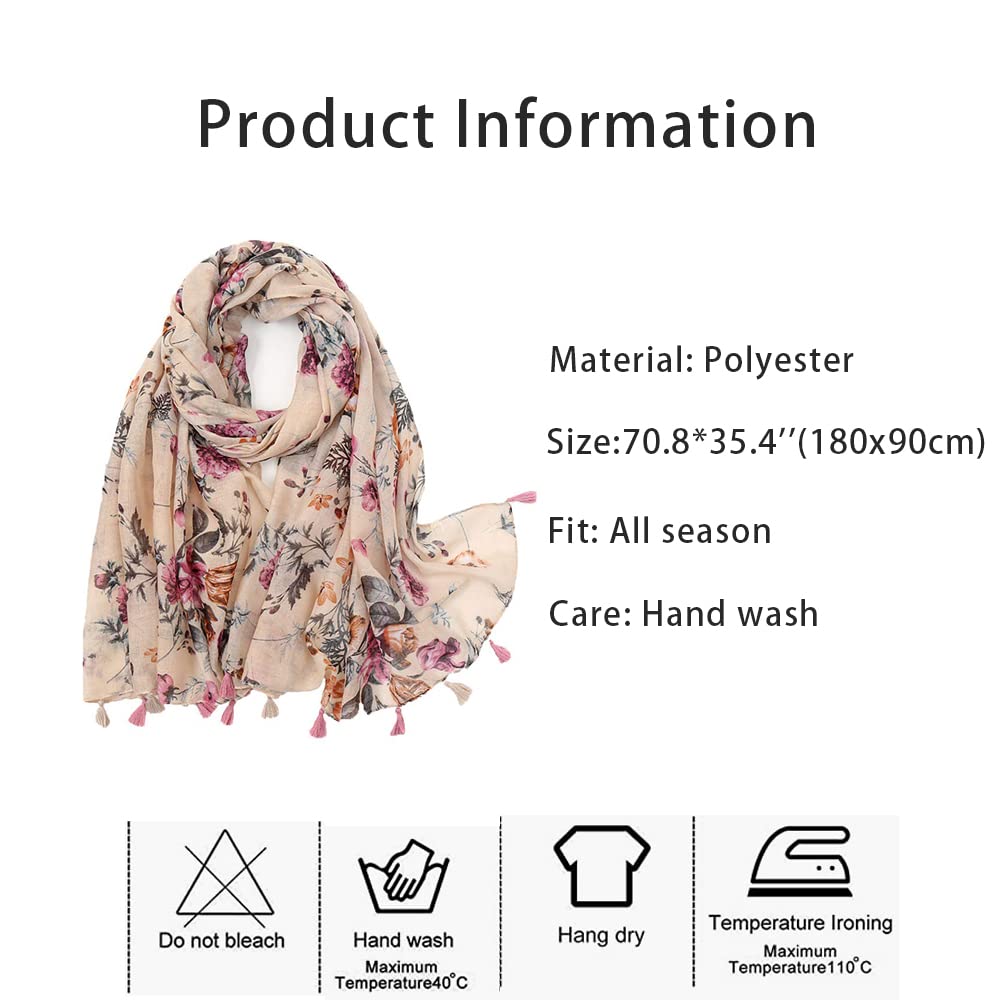 Product Information
Material: Polyester
Size:70.8*35.4’’(180x90cm)
Fit: All season
Care: Hand wash
Do not bleach
Hand wash
Maximum
Temperature40°C
Hang dry
Temperature Ironing
Maximum
Temperature110°C